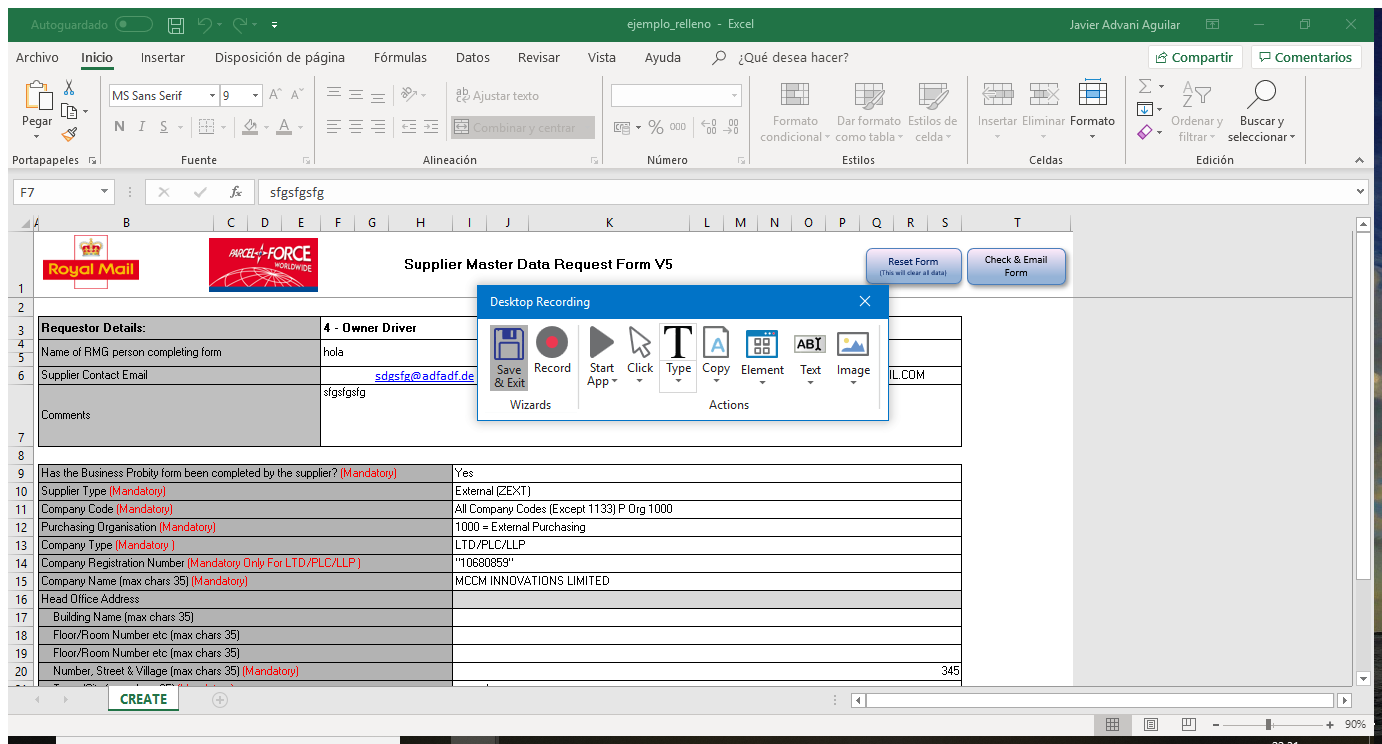 Autoguardado
ejemplo_relleno - Excel
Javier Advani Aguilar
Archivo Inicio Insertar Disposición de página Fórmulas Datos Revisar Vista Ayuda ¿Qué desea hacer? Compartir Comentarios
Pegar
Portapapeles
MS Sans Serif 9
N I S
Fuente
Ajustar texto
Combinar y centrar
Alineación
% 000
Número
Formato condicional
Dar formato como tabla
Estilos de celda
Estilos
Insertar Eliminar Formato
Celdas
Ordenar y filtrar
Buscar y seleccionar
Edición
F7 fx sfgsfgsfg
A B C D E F G H I J K L M N O P Q R S T
1 Royal Mail PARCEL FORCE WORLDWIDE Supplier Master Data Request Form V5
Reset Form
(This will clear all data)
Check & Email Form
2
3 Requestor Details: 4 - Owner Driver
4
5 Name of RMG person completing form hola
6 Supplier Contact Email sdgsfg@adfadf.de IL.COM
sfgsfgsfg
7 Comments
Desktop Recording
Save & Exit
Record
Wizards
Start App
Click
Type
Copy
Element
Text
Image
Actions
8
9 Has the Business Probity form been completed by the supplier? (Mandatory) Yes
10 Supplier Type (Mandatory) External (ZEXT)
11 Company Code (Mandatory) All Company Codes (Except 1133) P Org 1000
12 Purchasing Organisation (Mandatory) 1000 = External Purchasing
13 Company Type (Mandatory ) LTD/PLC/LLP
14 Company Registration Number (Mandatory Only For LTD/PLC/LLP ) "10680859"
15 Company Name (max chars 35) (Mandatory) MCCM INNOVATIONS LIMITED
16 Head Office Address
17 Building Name (max chars 35)
18 Floor/Room Number etc (max chars 35)
19 Floor/Room Number etc (max chars 35)
20 Number, Street & Village (max chars 35) (Mandatory) 345
CREATE
90%